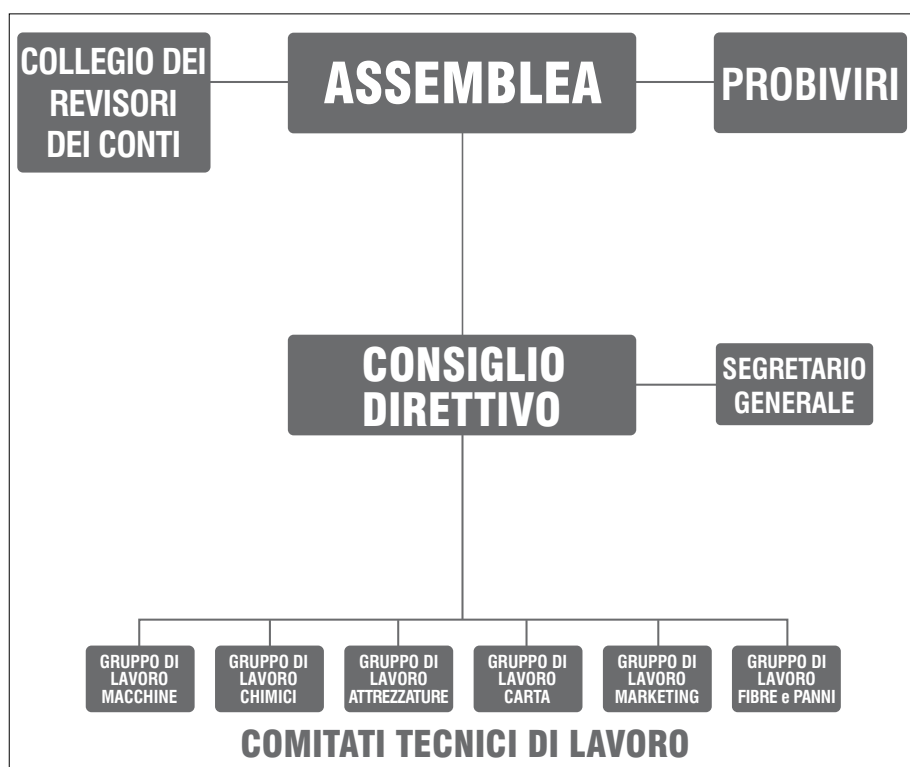 COLLEGIO DEI
REVISORI
DEI CONTI
ASSEMBLEA
PROBIVIRI
CONSIGLIO
DIRETTIVO
SEGRETARIO
GENERALE
GRUPPO DI
LAVORO
MACCHINE
GRUPPO DI
LAVORO
CHIMICI
GRUPPO DI
LAVORO
ATTREZZATURE
GRUPPO DI
LAVORO
CARTA
GRUPPO DI
LAVORO
MARKETING
GRUPPO DI
LAVORO
FIBRE e PANNI
COMITATI TECNICI DI LAVORO